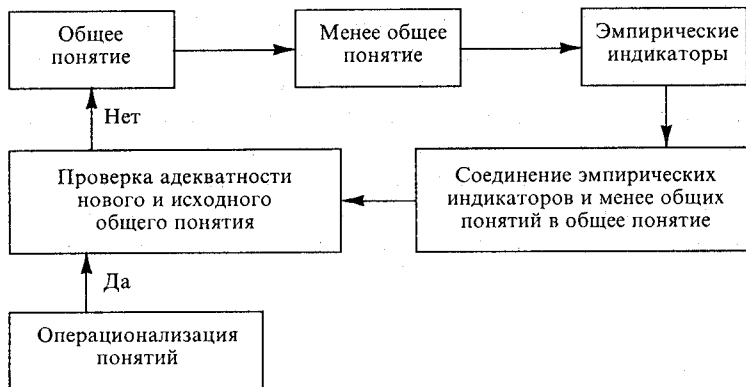 Общее
понятие
Менее общее
понятие
Эмпирические
индикаторы
Нет
Проверка адекватности
нового и исходного
общего понятия
Соединение эмпирических
индикаторов и менее общих
понятий в общее понятие
Да
Операционализация
понятий